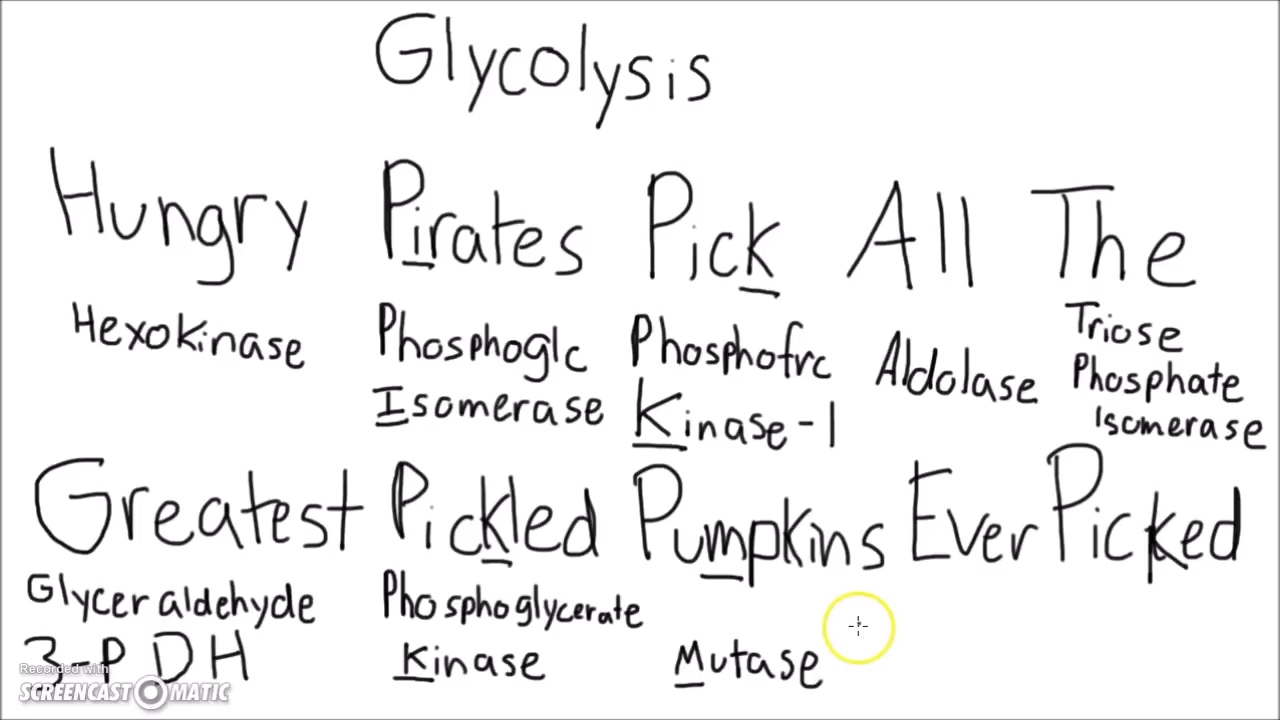 Glycolysis
Hungry Pirates Pick All The
Hexokinase Phosphoglc Phosphofrc Aldolase Triose
Isomerase Kinase-1 Phosphate
Isomerase
Greatest Pickled Pumpkins Ever Picked
Glyceraldehyde Phosphoglycerate
3-PDH Kinase Mutase
Recorded with
SCREENCAST-O-MATIC